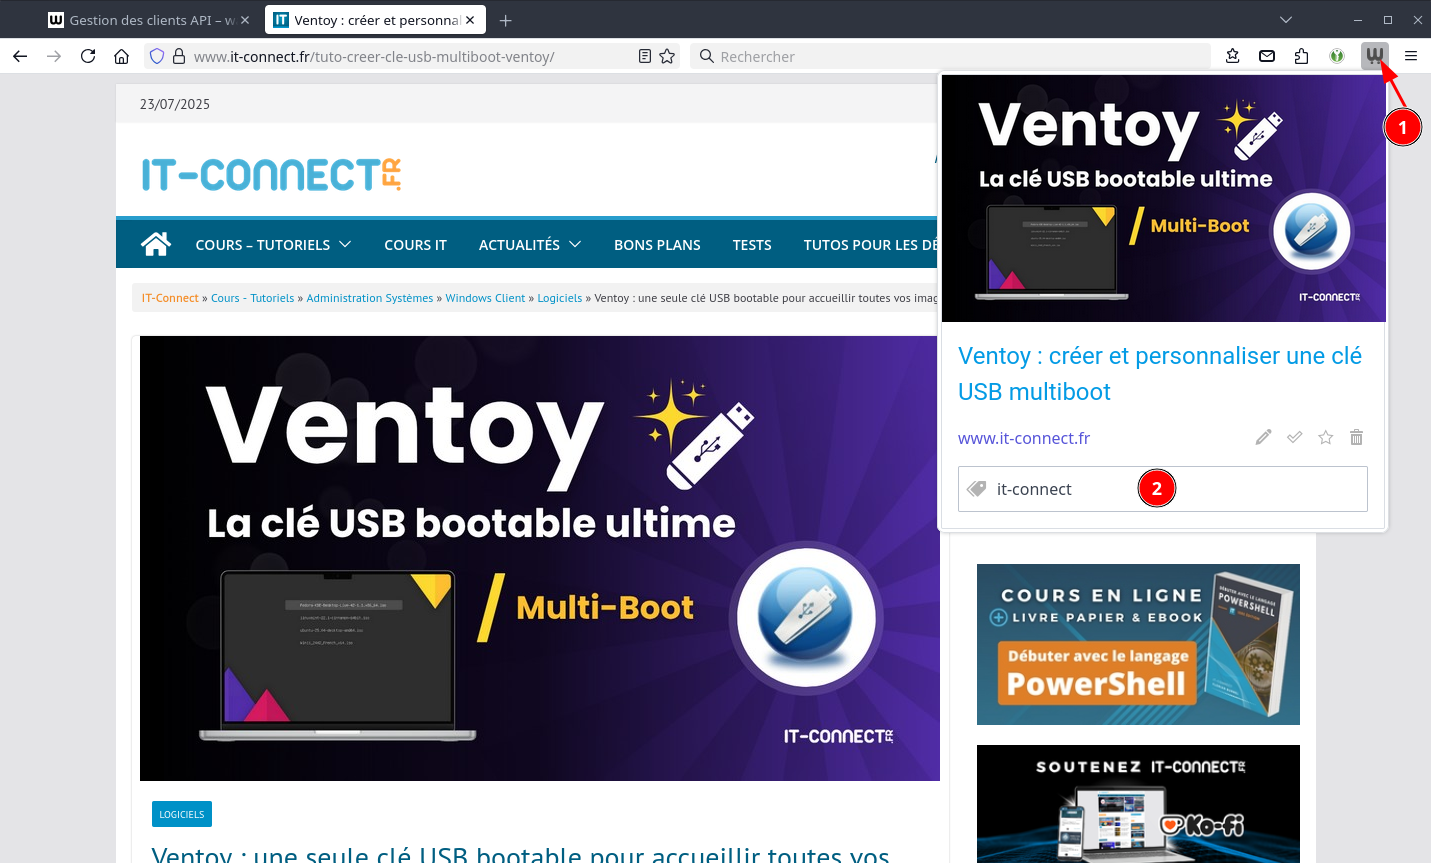 Gestion des clients API – w
Ventoy : créer et personnal
www.it-connect.fr/tuto-creer-cle-usb-multiboot-ventoy/
Rechercher
23/07/2025
IT-CONNECT.FR
COURS – TUTORIELS
COURS IT
ACTUALITÉS
BONS PLANS
TESTS
TUTOS POUR LES DÉ
IT-Connect » Cours - Tutoriels » Administration Systèmes » Windows Client » Logiciels » Ventoy : une seule clé USB bootable pour accueillir toutes vos imag
Ventoy
La clé USB bootable ultime
Multi-Boot
IT-CONNECT.FR
LOGICIELS
Ventoy : une seule clé USB bootable pour accueillir toutes vos
1
Ventoy
La clé USB bootable ultime
Multi-Boot
IT-CONNECT.FR
Ventoy : créer et personnaliser une clé
USB multiboot
www.it-connect.fr
it-connect
2
COURS EN LIGNE
+ LIVRE PAPIER & EBOOK
Débuter avec le langage
PowerShell
DÉBUTER AVEC LE LANGAGE
POWERSHELL
SOUTENEZ IT-CONNECT.FR
Ko-fi